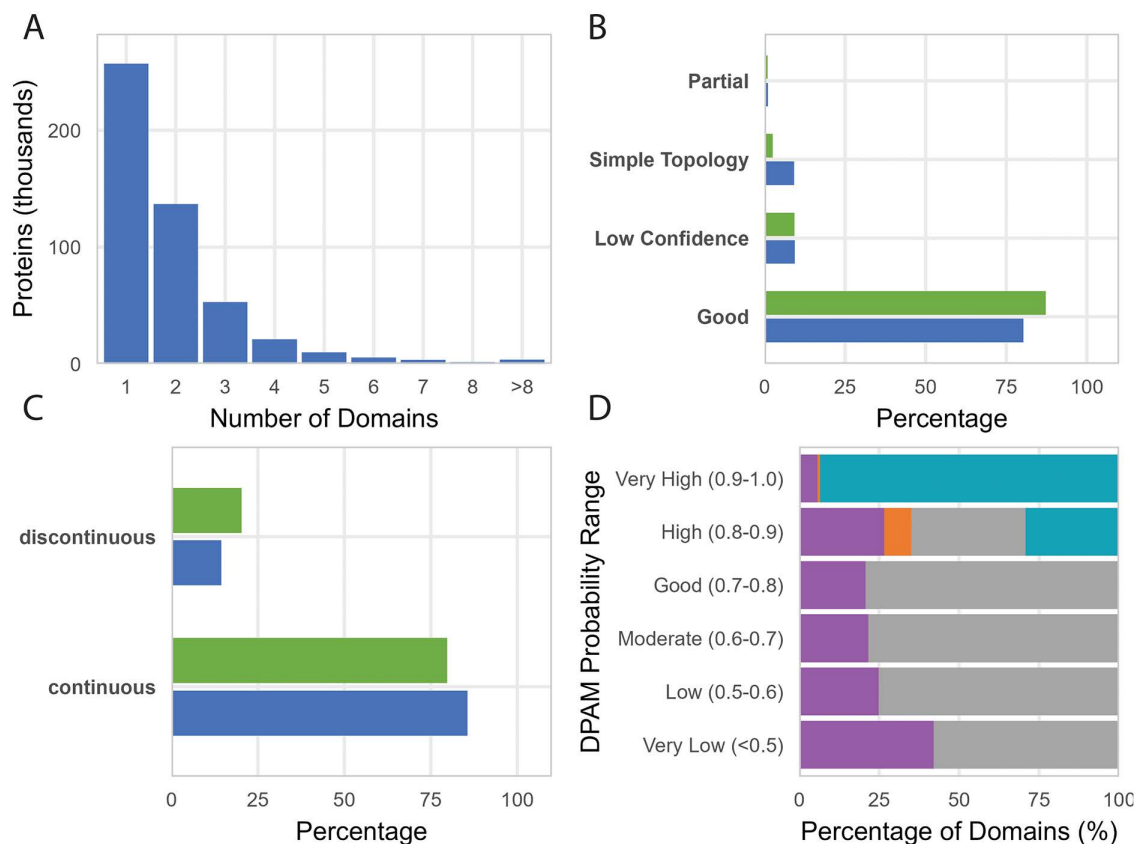 A
Proteins (thousands)
200
100
0
1 2 3 4 5 6 7 8 >8
Number of Domains
B
Partial
Simple Topology
Low Confidence
Good
0 25 50 75 100
Percentage
C
discontinuous
continuous
0 25 50 75 100
Percentage
D
DPAM Probability Range
Very High (0.9-1.0)
High (0.8-0.9)
Good (0.7-0.8)
Moderate (0.6-0.7)
Low (0.5-0.6)
Very Low (<0.5)
0 25 50 75 100
Percentage of Domains (%)